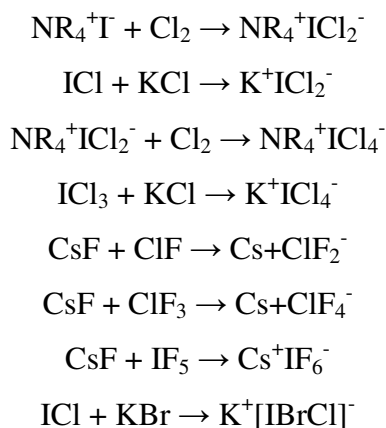 NR₄⁺I⁻ + Cl₂ → NR₄⁺ICl₂⁻
ICl + KCl → K⁺ICl₂⁻
NR₄⁺ICl₂⁻ + Cl₂ → NR₄⁺ICl₄⁻
ICl₃ + KCl → K⁺ICl₄⁻
CsF + ClF → Cs+ClF₂⁻
CsF + ClF₃ → Cs+ClF₄⁻
CsF + IF₅ → Cs⁺IF₆⁻
ICl + KBr → K⁺[IBrCl]⁻